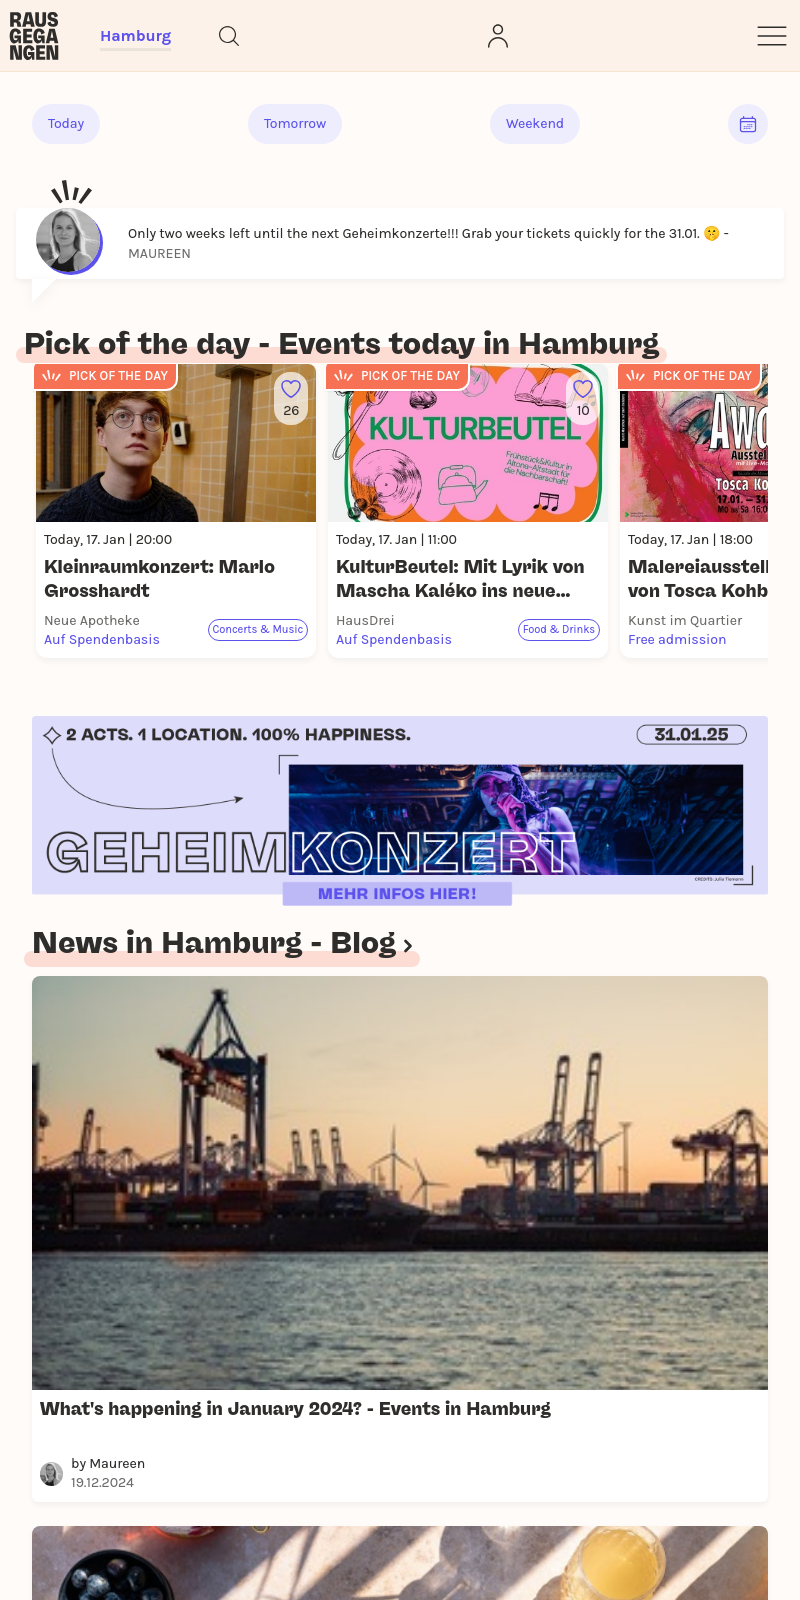 RAUS
GEGA
NGEN
Hamburg
Today
Tomorrow
Weekend
Only two weeks left until the next Geheimkonzerte!!! Grab your tickets quickly for the 31.01. 🤫 -
MAUREEN
Pick of the day - Events today in Hamburg
PICK OF THE DAY
26
Today, 17. Jan | 20:00
Kleinraumkonzert: Marlo
Grosshardt
Neue Apotheke
Auf Spendenbasis
Concerts & Music
PICK OF THE DAY
10
KULTURBEUTEL
Frühstück&Kultur in
Altona-Altstadt für
die Nachbarschaft!
Today, 17. Jan | 11:00
KulturBeutel: Mit Lyrik von
Mascha Kaléko ins neue...
HausDrei
Auf Spendenbasis
Food & Drinks
PICK OF THE DAY
Awo
Ausstel
Tosca Ko
17.01. – 31.
Today, 17. Jan | 18:00
Malereiausstell
von Tosca Kohb
Kunst im Quartier
Free admission
2 ACTS. 1 LOCATION. 100% HAPPINESS.
31.01.25
GEHEIMKONZERT
CREDITS: Julia Tiemann
MEHR INFOS HIER!
News in Hamburg - Blog ›
What's happening in January 2024? - Events in Hamburg
by Maureen
19.12.2024